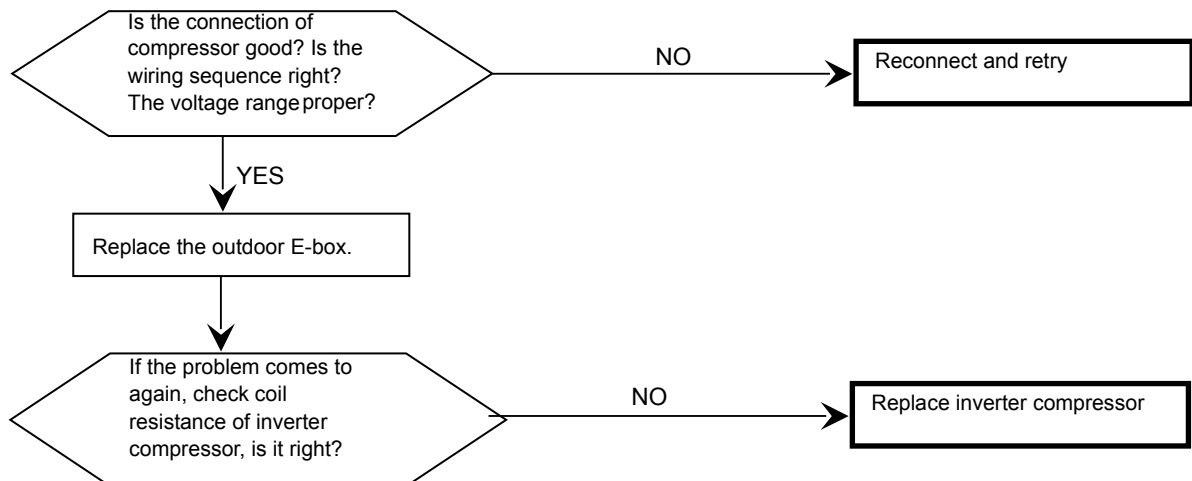 Is the connection of
compressor good? Is the
wiring sequence right?
The voltage range proper?
NO
Reconnect and retry
YES
Replace the outdoor E-box.
If the problem comes to
again, check coil
resistance of inverter
compressor, is it right?
NO
Replace inverter compressor